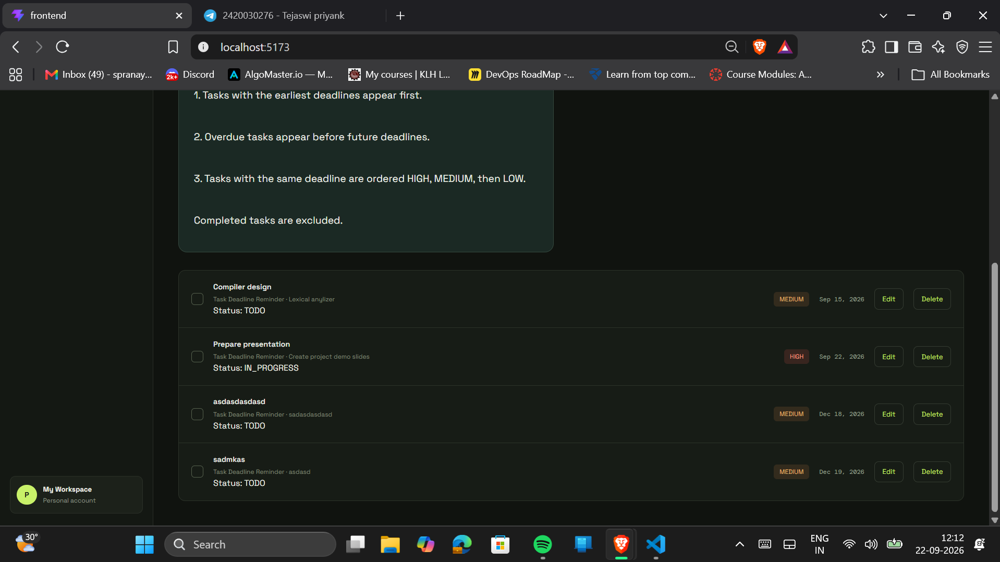 frontend
2420030276 - Tejaswi priyank
localhost:5173
Inbox (49) - spranay...
2k+
Discord
AlgoMaster.io — M...
My courses | KLH L...
DevOps RoadMap -...
Learn from top com...
Course Modules: A...
All Bookmarks
1. Tasks with the earliest deadlines appear first.
2. Overdue tasks appear before future deadlines.
3. Tasks with the same deadline are ordered HIGH, MEDIUM, then LOW.
Completed tasks are excluded.
Compiler design
Task Deadline Reminder · Lexical anylizer
Status: TODO
MEDIUM
Sep 15, 2026
Edit
Delete
Prepare presentation
Task Deadline Reminder · Create project demo slides
Status: IN_PROGRESS
HIGH
Sep 22, 2026
Edit
Delete
asdasdasdasd
Task Deadline Reminder · sadasdasdasd
Status: TODO
MEDIUM
Dec 18, 2026
Edit
Delete
sadmkas
Task Deadline Reminder · asdasd
Status: TODO
MEDIUM
Dec 19, 2026
Edit
Delete
P
My Workspace
Personal account
30°
Search
ENG
IN
12:12
22-09-2026